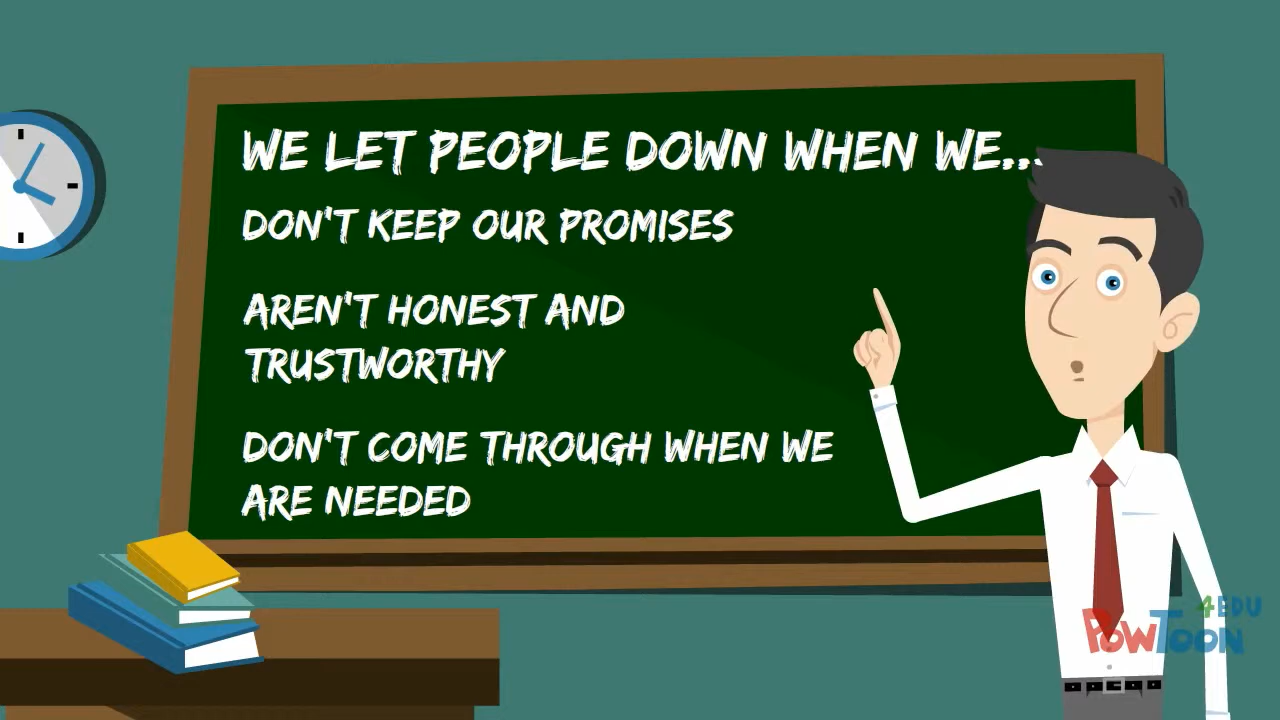 WE LET PEOPLE DOWN WHEN WE...
DON'T KEEP OUR PROMISES
AREN'T HONEST AND
TRUSTWORTHY
DON'T COME THROUGH WHEN WE
ARE NEEDED
4EDU
POWTOON